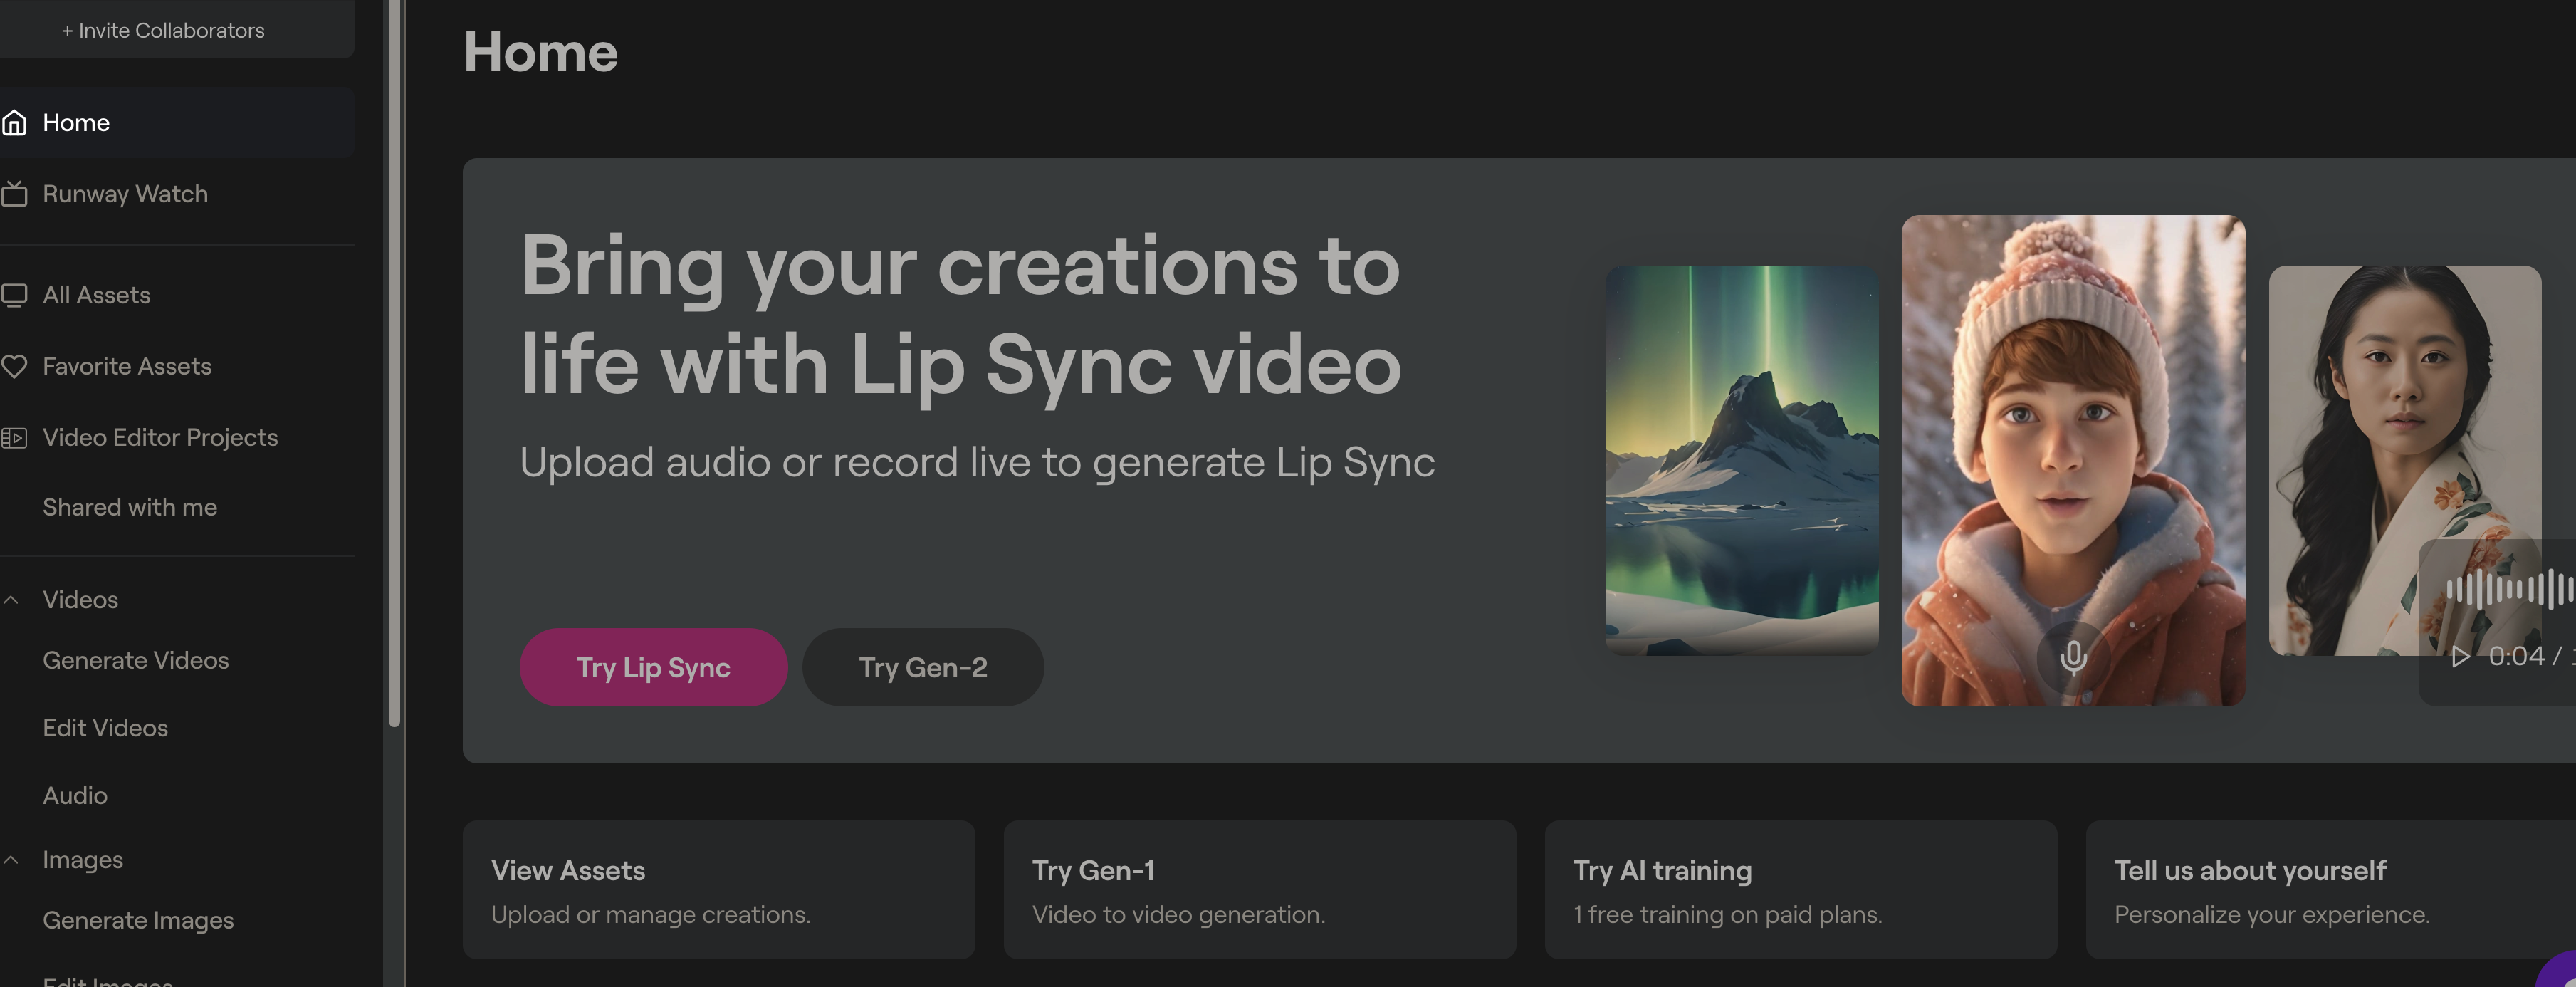 + Invite Collaborators
Home
Runway Watch
All Assets
Favorite Assets
Video Editor Projects
Shared with me
Videos
Generate Videos
Edit Videos
Audio
Images
Generate Images
Edit Images
Home
Bring your creations to
life with Lip Sync video
Upload audio or record live to generate Lip Sync
Try Lip Sync
Try Gen-2
0:04 /
View Assets
Upload or manage creations.
Try Gen-1
Video to video generation.
Try AI training
1 free training on paid plans.
Tell us about yourself
Personalize your experience.